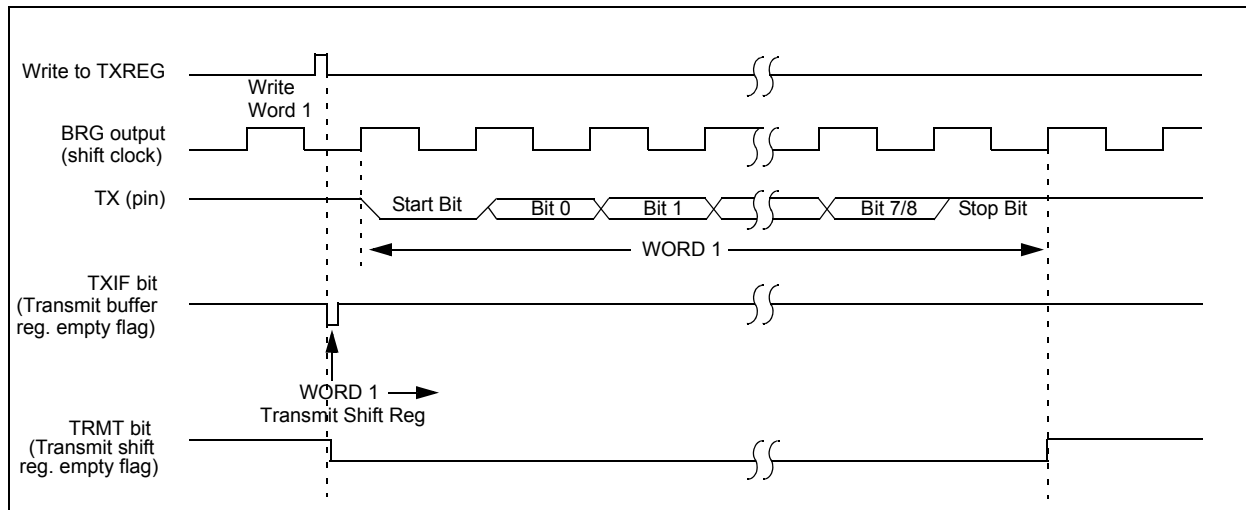 Write to TXREG
Write
Word 1
BRG output
(shift clock)
TX (pin)
Start Bit
Bit 0
Bit 1
Bit 7/8
Stop Bit
WORD 1
TXIF bit
(Transmit buffer
reg. empty flag)
WORD 1
Transmit Shift Reg
TRMT bit
(Transmit shift
reg. empty flag)